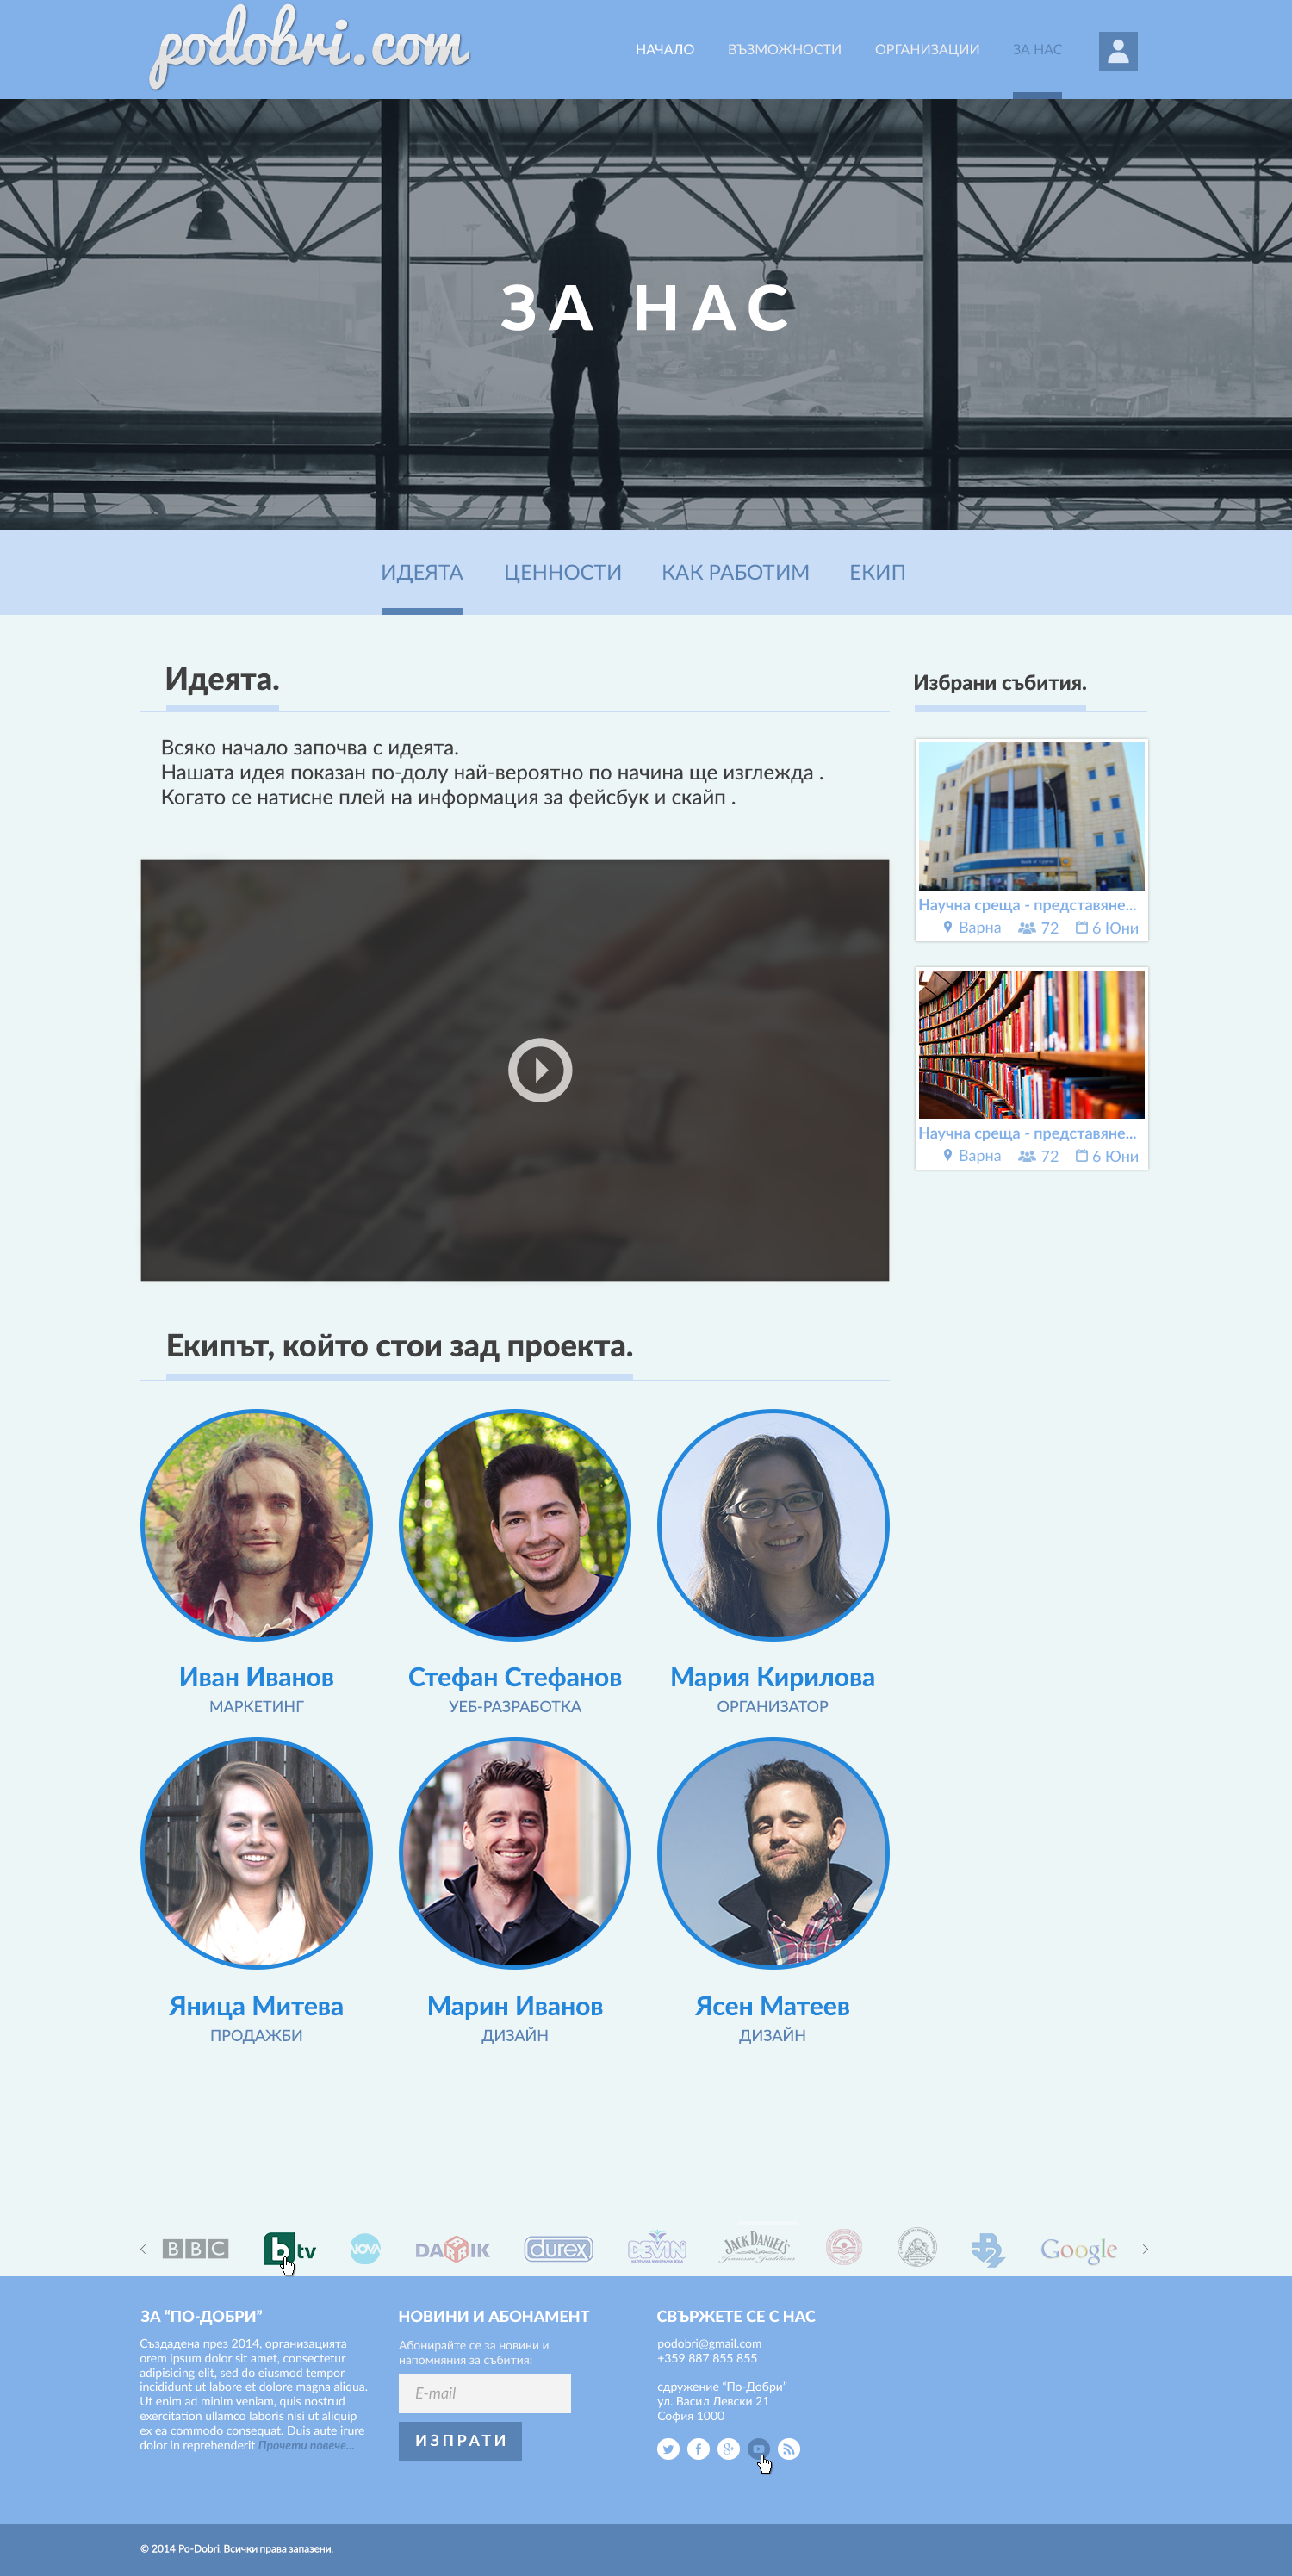 podobri.com
НАЧАЛО
ВЪЗМОЖНОСТИ
ОРГАНИЗАЦИИ
ЗА НАС
ЗА НАС
ИДЕЯТА
ЦЕННОСТИ
КАК РАБОТИМ
ЕКИП
Идеята.
Всяко начало започва с идеята.
Нашата идея показан по-долу най-вероятно по начина ще изглежда .
Когато се натисне плей на информация за фейсбук и скайп .
Избрани събития.
Научна среща - представяне...
Варна
72
6 Юни
Научна среща - представяне...
Варна
72
6 Юни
Екипът, който стои зад проекта.
Иван Иванов
МАРКЕТИНГ
Стефан Стефанов
УЕБ-РАЗРАБОТКА
Мария Кирилова
ОРГАНИЗАТОР
Яница Митева
ПРОДАЖБИ
Марин Иванов
ДИЗАЙН
Ясен Матеев
ДИЗАЙН
BBC
btv
NOVA
DARIK
durex
DEVIN
JACK DANIEL'S
Google
ЗА “ПО-ДОБРИ”
Създадена през 2014, организацията
orem ipsum dolor sit amet, consectetur
adipisicing elit, sed do eiusmod tempor
incididunt ut labore et dolore magna aliqua.
Ut enim ad minim veniam, quis nostrud
exercitation ullamco laboris nisi ut aliquip
ex ea commodo consequat. Duis aute irure
dolor in reprehenderit Прочети повече...
НОВИНИ И АБОНАМЕНТ
Абонирайте се за новини и
напомняния за събития:
E-mail
ИЗПРАТИ
СВЪРЖЕТЕ СЕ С НАС
podobri@gmail.com
+359 887 855 855
сдружение “По-Добри”
ул. Васил Левски 21
София 1000
© 2014 Po-Dobri. Всички права запазени.